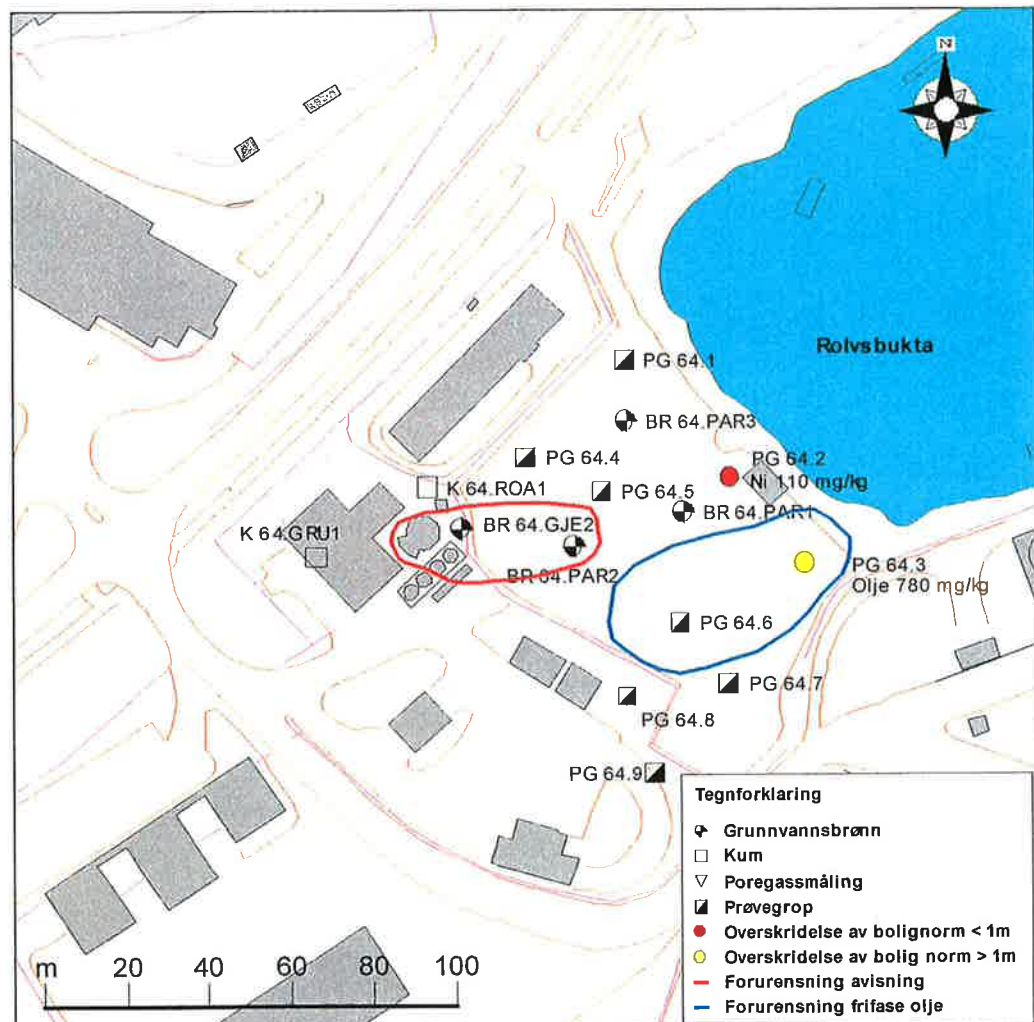 N
Rolvsbukta
PG 64.1
BR 64.PAR3
PG 64.4
PG 64.2
Ni 110 mg/kg
K 64.ROA1
PG 64.5
BR 64.PAR1
K 64.GRU1
BR 64.GJE2
BR 64.PAR2
PG 64.3
Olje 780 mg/kg
PG 64.6
PG 64.7
PG 64.8
PG 64.9
m 20 40 60 80 100
Tegnforklaring
Grunnvannsbrønn
Kum
Poregassmåling
Prøvegrop
Overskridelse av bolignorm < 1m
Overskridelse av bolig norm > 1m
Forurensning avisning
Forurensning frifase olje